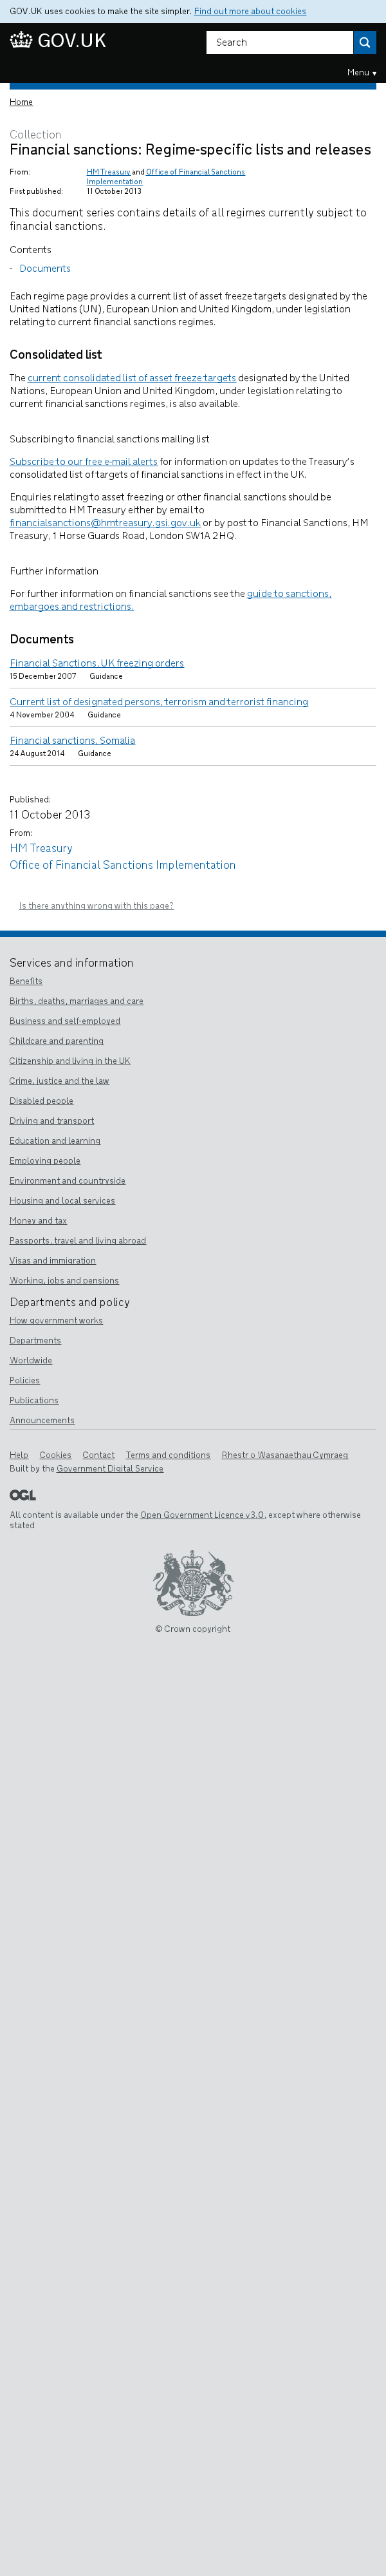 GOV.UK uses cookies to make the site simpler. Find out more about cookies
GOV.UK
Search
Menu ▾
Home
Collection
Financial sanctions: Regime-specific lists and releases
From: HM Treasury and Office of Financial Sanctions
Implementation
First published: 11 October 2013
This document series contains details of all regimes currently subject to
financial sanctions.
Contents
- Documents
Each regime page provides a current list of asset freeze targets designated by the
United Nations (UN), European Union and United Kingdom, under legislation
relating to current financial sanctions regimes.
Consolidated list
The current consolidated list of asset freeze targets designated by the United
Nations, European Union and United Kingdom, under legislation relating to
current financial sanctions regimes, is also available.
Subscribing to financial sanctions mailing list
Subscribe to our free e-mail alerts for information on updates to the Treasury's
consolidated list of targets of financial sanctions in effect in the UK.
Enquiries relating to asset freezing or other financial sanctions should be
submitted to HM Treasury either by email to
financialsanctions@hmtreasury.gsi.gov.uk or by post to Financial Sanctions, HM
Treasury, 1 Horse Guards Road, London SW1A 2HQ.
Further information
For further information on financial sanctions see the guide to sanctions,
embargoes and restrictions.
Documents
Financial Sanctions, UK freezing orders
15 December 2007 Guidance
Current list of designated persons, terrorism and terrorist financing
4 November 2004 Guidance
Financial sanctions, Somalia
24 August 2014 Guidance
Published:
11 October 2013
From:
HM Treasury
Office of Financial Sanctions Implementation
Is there anything wrong with this page?
Services and information
Benefits
Births, deaths, marriages and care
Business and self-employed
Childcare and parenting
Citizenship and living in the UK
Crime, justice and the law
Disabled people
Driving and transport
Education and learning
Employing people
Environment and countryside
Housing and local services
Money and tax
Passports, travel and living abroad
Visas and immigration
Working, jobs and pensions
Departments and policy
How government works
Departments
Worldwide
Policies
Publications
Announcements
Help Cookies Contact Terms and conditions Rhestr o Wasanaethau Cymraeg
Built by the Government Digital Service
OGL
All content is available under the Open Government Licence v3.0, except where otherwise
stated
© Crown copyright